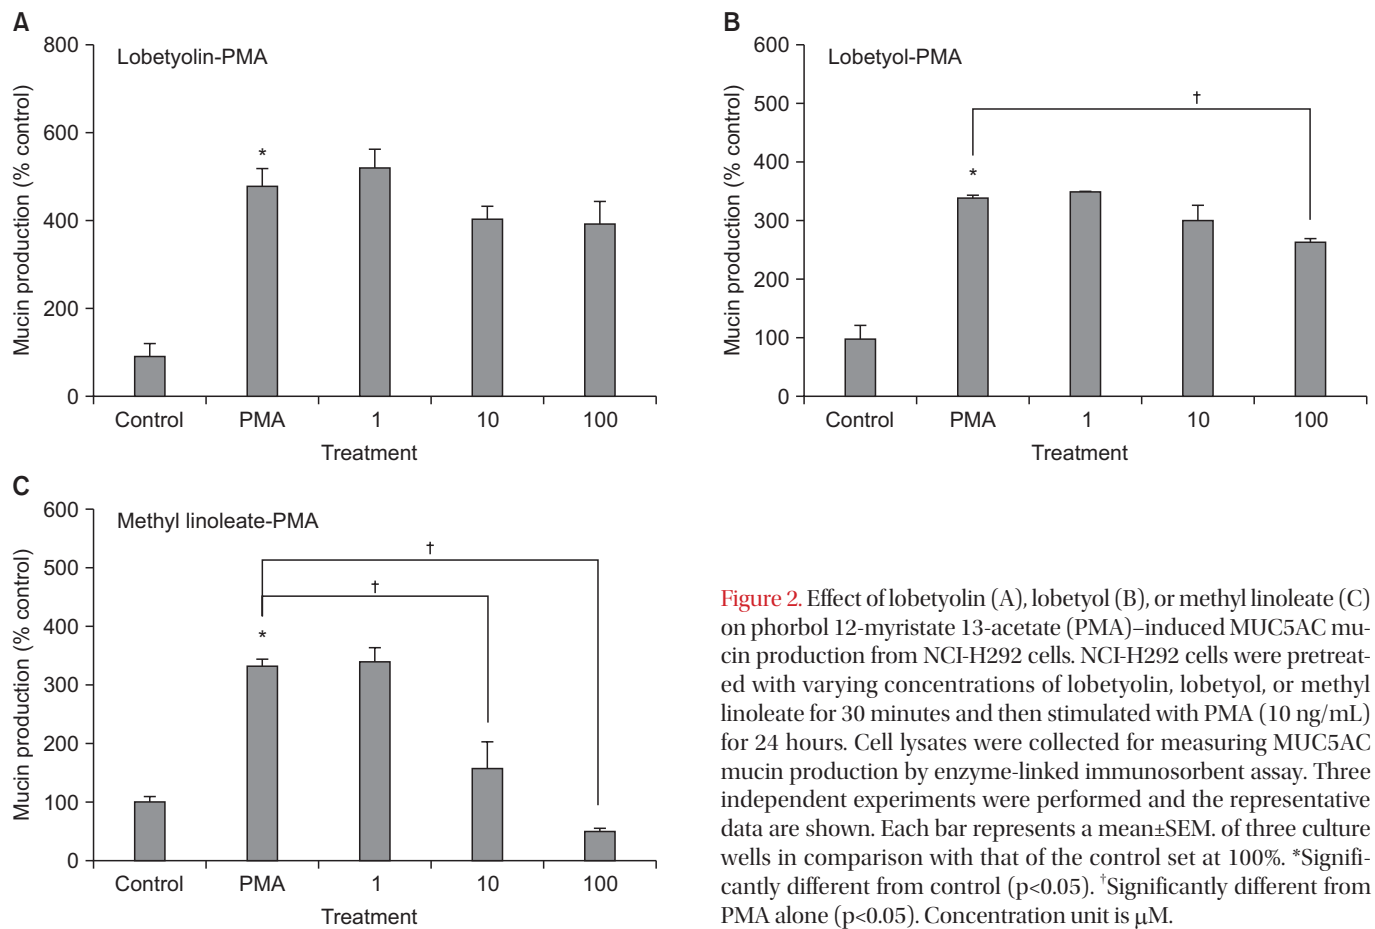 A
Lobetyolin-PMA
Mucin production (% control)
800
600
400
200
0
*
Control PMA 1 10 100
Treatment
B
Lobetyol-PMA
Mucin production (% control)
600
500
400
300
200
100
0
†
*
Control PMA 1 10 100
Treatment
C
Methyl linoleate-PMA
Mucin production (% control)
600
500
400
300
200
100
0
†
†
*
Control PMA 1 10 100
Treatment
Figure 2. Effect of lobetyolin (A), lobetyol (B), or methyl linoleate (C)
on phorbol 12-myristate 13-acetate (PMA)–induced MUC5AC mu-
cin production from NCI-H292 cells. NCI-H292 cells were pretreat-
ed with varying concentrations of lobetyolin, lobetyol, or methyl
linoleate for 30 minutes and then stimulated with PMA (10 ng/mL)
for 24 hours. Cell lysates were collected for measuring MUC5AC
mucin production by enzyme-linked immunosorbent assay. Three
independent experiments were performed and the representative
data are shown. Each bar represents a mean±SEM. of three culture
wells in comparison with that of the control set at 100%. *Signifi-
cantly different from control (p<0.05). †Significantly different from
PMA alone (p<0.05). Concentration unit is μM.